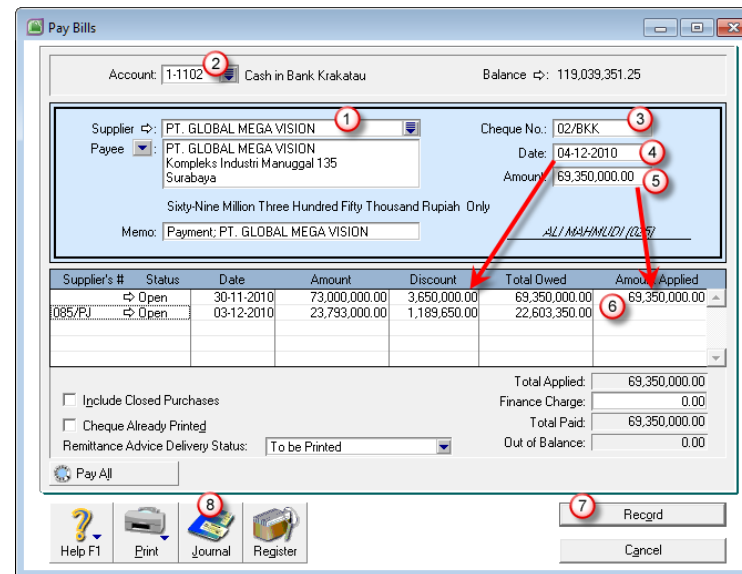 Pay Bills
Account: 1-1102 2 Cash in Bank Krakatau Balance ⇨: 119,039,351.25
Supplier ⇨: PT. GLOBAL MEGA VISION 1 Cheque No.: 02/BKK 3
Payee : PT. GLOBAL MEGA VISION Date: 04-12-2010 4
Kompleks Industri Manuggal 135
Surabaya Amount: 69,350,000.00 5
Sixty-Nine Million Three Hundred Fifty Thousand Rupiah Only
Memo: Payment; PT. GLOBAL MEGA VISION ALI MAHMUDI (025)
Supplier's # Status Date Amount Discount Total Owed Amount Applied
⇨ Open 30-11-2010 73,000,000.00 3,650,000.00 69,350,000.00 69,350,000.00
085/PJ ⇨ Open 03-12-2010 23,793,000.00 1,189,650.00 22,603,350.00 6
Total Applied: 69,350,000.00
Include Closed Purchases Finance Charge: 0.00
Cheque Already Printed Total Paid: 69,350,000.00
Remittance Advice Delivery Status: To be Printed Out of Balance: 0.00
Pay All
8 7 Record
Help F1 Print Journal Register Cancel